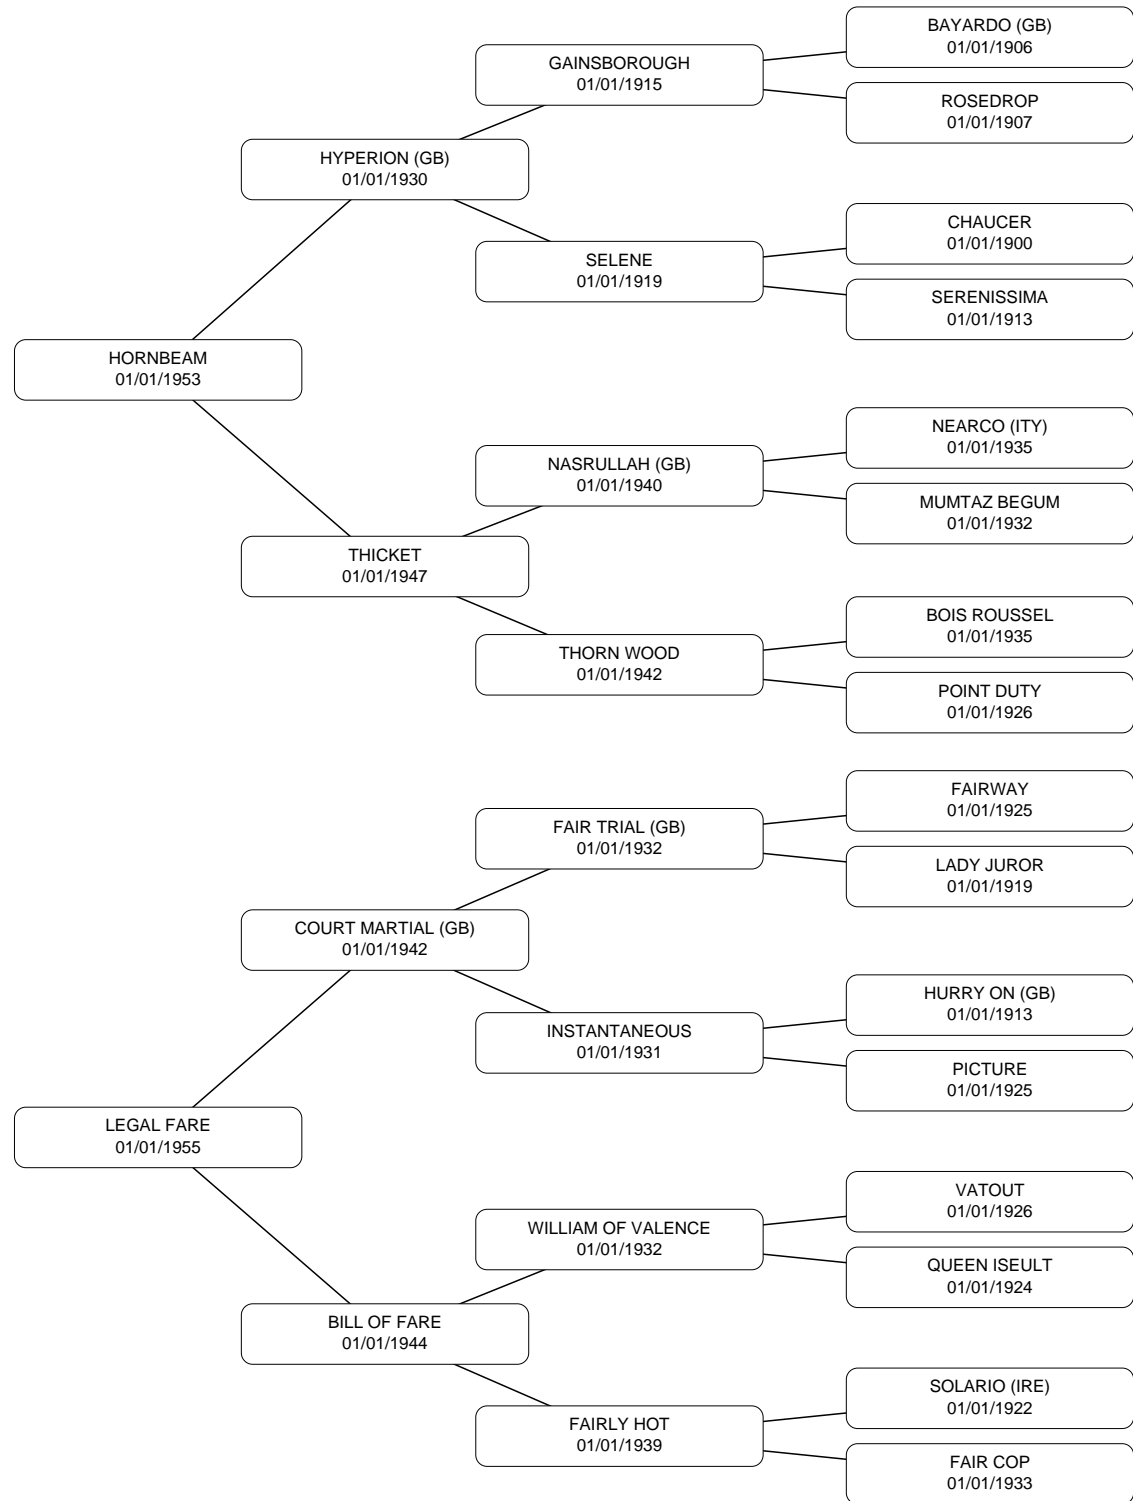 BAYARDO (GB)
01/01/1906
GAINSBOROUGH
01/01/1915
ROSEDROP
01/01/1907
HYPERION (GB)
01/01/1930
CHAUCER
01/01/1900
SELENE
01/01/1919
SERENISSIMA
01/01/1913
HORNBEAM
01/01/1953
NEARCO (ITY)
01/01/1935
NASRULLAH (GB)
01/01/1940
MUMTAZ BEGUM
01/01/1932
THICKET
01/01/1947
BOIS ROUSSEL
01/01/1935
THORN WOOD
01/01/1942
POINT DUTY
01/01/1926
FAIRWAY
01/01/1925
FAIR TRIAL (GB)
01/01/1932
LADY JUROR
01/01/1919
COURT MARTIAL (GB)
01/01/1942
HURRY ON (GB)
01/01/1913
INSTANTANEOUS
01/01/1931
PICTURE
01/01/1925
LEGAL FARE
01/01/1955
VATOUT
01/01/1926
WILLIAM OF VALENCE
01/01/1932
QUEEN ISEULT
01/01/1924
BILL OF FARE
01/01/1944
SOLARIO (IRE)
01/01/1922
FAIRLY HOT
01/01/1939
FAIR COP
01/01/1933